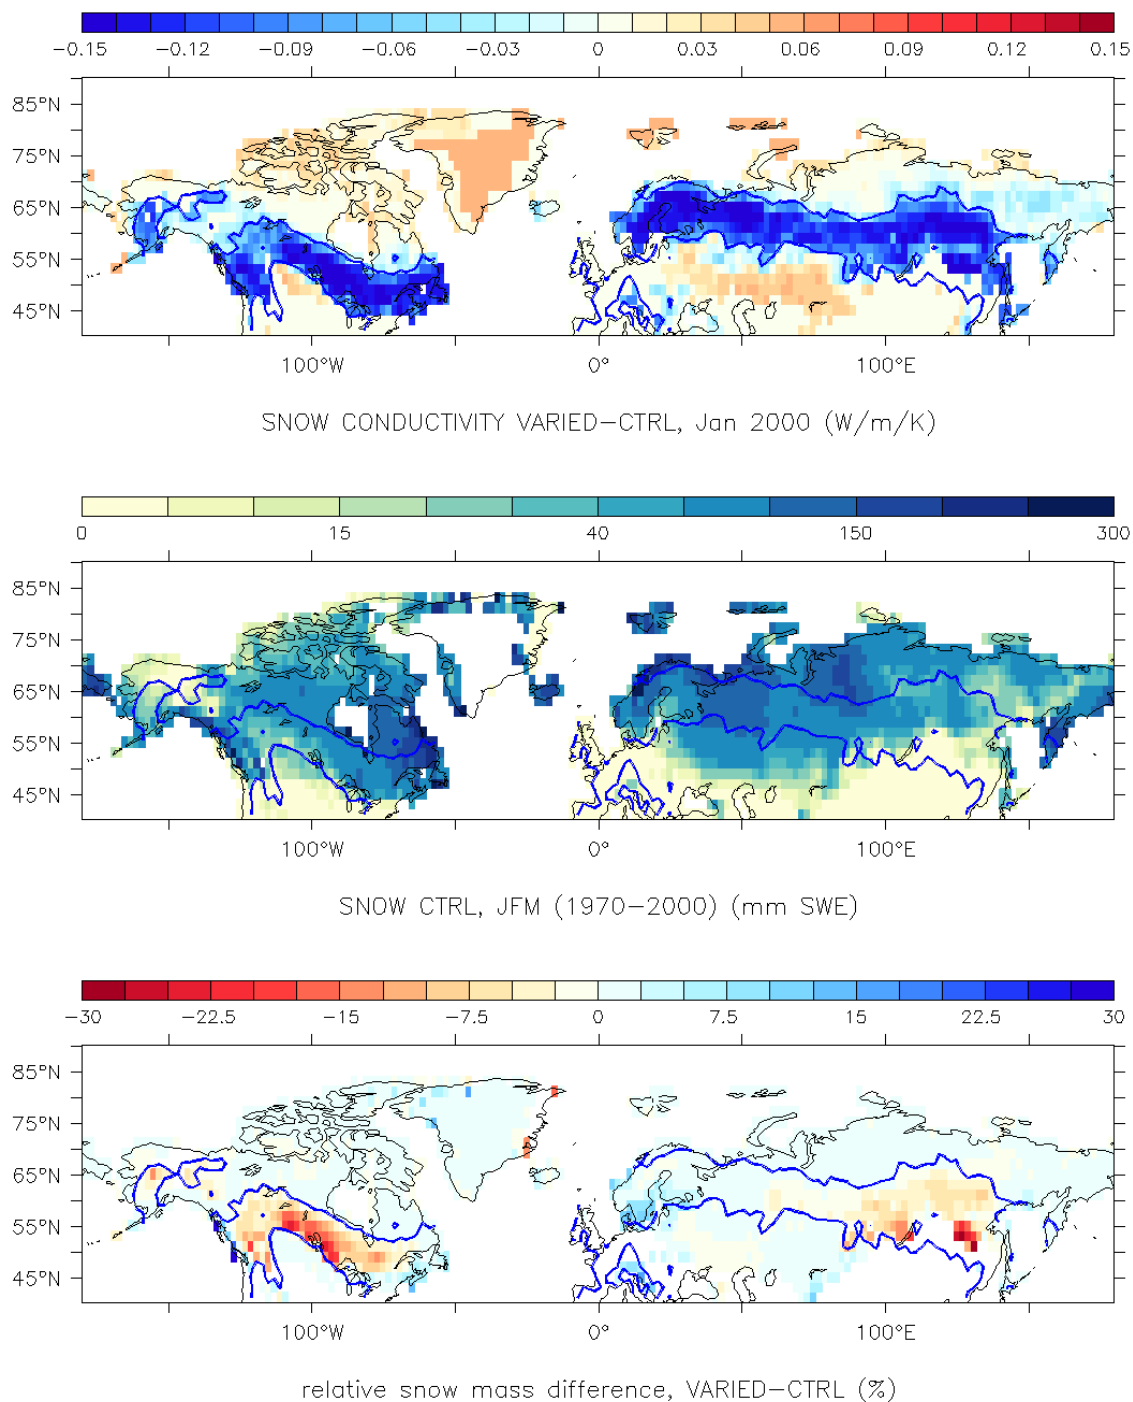 −0.15 −0.12 −0.09 −0.06 −0.03 0 0.03 0.06 0.09 0.12 0.15
85°N
75°N
65°N
55°N
45°N
100°W 0° 100°E
SNOW CONDUCTIVITY VARIED−CTRL, Jan 2000 (W/m/K)
0 15 40 150 300
85°N
75°N
65°N
55°N
45°N
100°W 0° 100°E
SNOW CTRL, JFM (1970−2000) (mm SWE)
−30 −22.5 −15 −7.5 0 7.5 15 22.5 30
85°N
75°N
65°N
55°N
45°N
100°W 0° 100°E
relative snow mass difference, VARIED−CTRL (%)